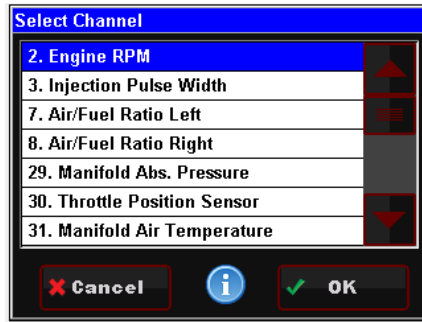 Select Channel
2. Engine RPM
3. Injection Pulse Width
7. Air/Fuel Ratio Left
8. Air/Fuel Ratio Right
29. Manifold Abs. Pressure
30. Throttle Position Sensor
31. Manifold Air Temperature
Cancel
i
OK